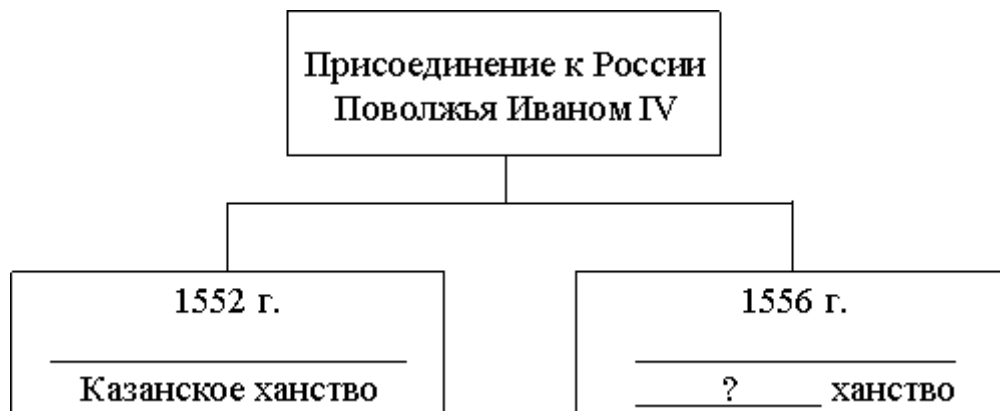 Присоединение к России
Поволжья Иваном IV
1552 г.
Казанское ханство
1556 г.
? ханство